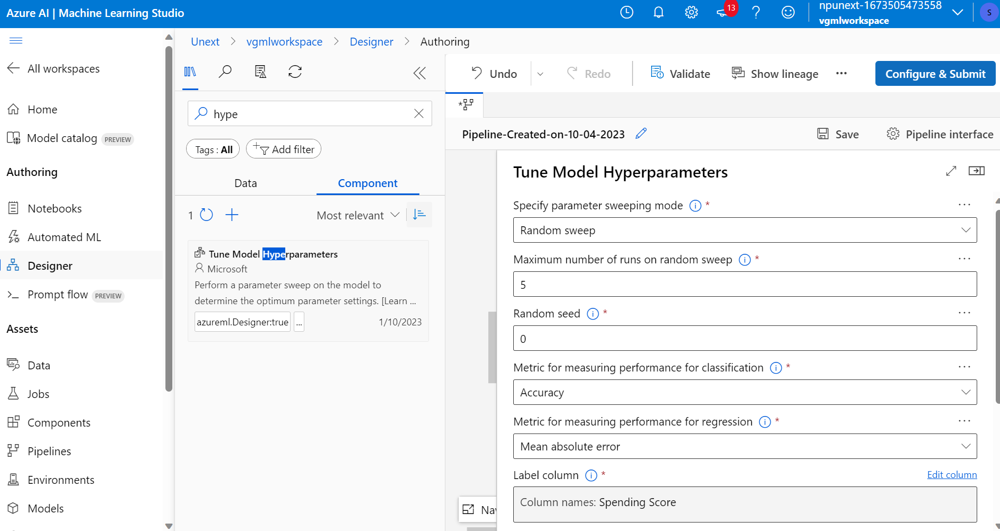 Azure AI | Machine Learning Studio
13
npunext-1673505473558
vgmlworkspace
S
All workspaces
Home
Model catalog PREVIEW
Authoring
Notebooks
Automated ML
Designer
Prompt flow PREVIEW
Assets
Data
Jobs
Components
Pipelines
Environments
Models
Unext > vgmlworkspace > Designer > Authoring
hype
Tags : All
Add filter
Data
Component
1
Most relevant
Tune Model Hyperparameters
Microsoft
Perform a parameter sweep on the model to
determine the optimum parameter settings. [Learn ...
azureml.Designer:true
...
1/10/2023
Undo
Redo
Validate
Show lineage
...
Configure & Submit
Pipeline-Created-on-10-04-2023
Save
Pipeline interface
Tune Model Hyperparameters
Specify parameter sweeping mode *
...
Random sweep
Maximum number of runs on random sweep *
...
5
Random seed *
...
0
Metric for measuring performance for classification *
...
Accuracy
Metric for measuring performance for regression *
...
Mean absolute error
Label column *
Edit column
Column names: Spending Score